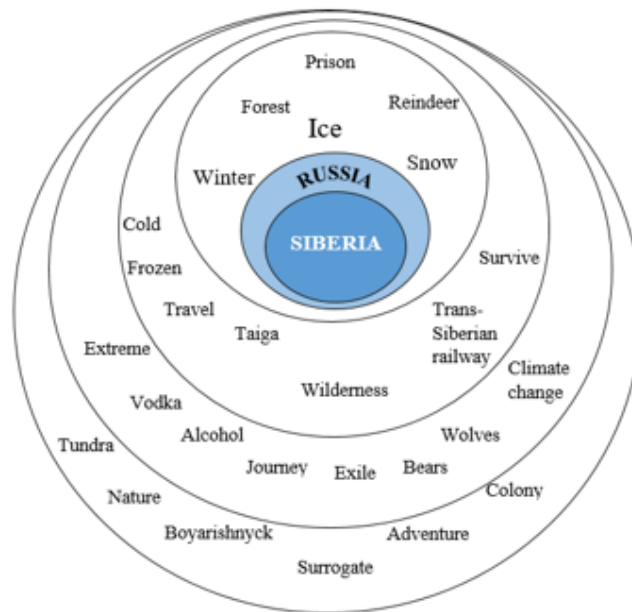 Prison
Forest
Reindeer
Ice
Winter
RUSSIA
Snow
SIBERIA
Cold
Frozen
Survive
Travel
Taiga
Trans-
Siberian
railway
Extreme
Climate
change
Wilderness
Vodka
Alcohol
Wolves
Tundra
Journey
Exile
Bears
Nature
Colony
Boyarishnyck
Adventure
Surrogate